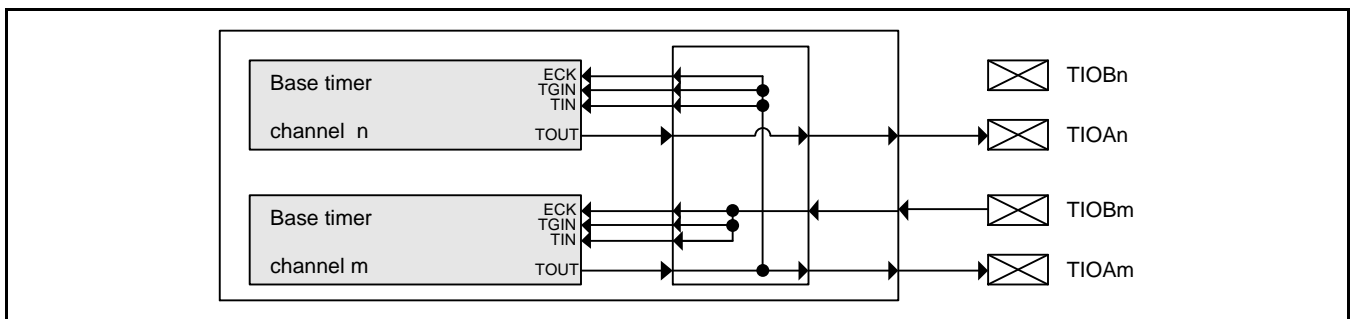 Base timer
channel n
ECK
TGIN
TIN
TOUT
TIOBn
TIOAn
Base timer
channel m
ECK
TGIN
TIN
TOUT
TIOBm
TIOAm